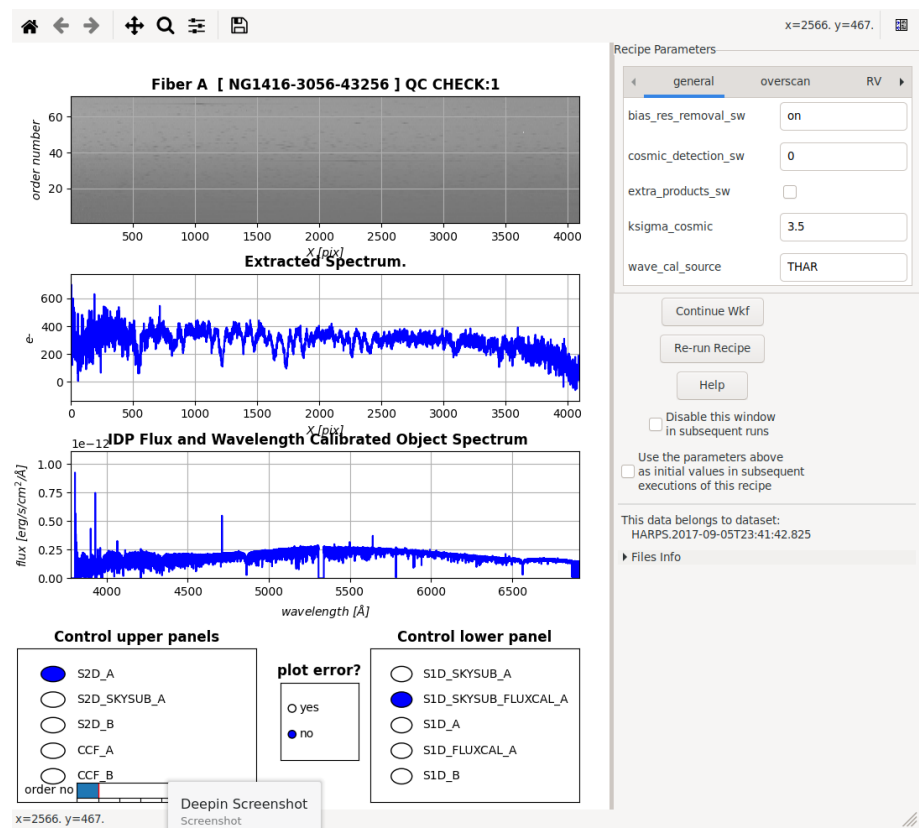 x=2566. y=467.
Recipe Parameters
Fiber A [ NG1416-3056-43256 ] QC CHECK:1
general overscan RV
bias_res_removal_sw on
cosmic_detection_sw 0
extra_products_sw
ksigma_cosmic 3.5
wave_cal_source THAR
order number
60
40
20
500 1000 1500 2000 2500 3000 3500 4000
X [pix]
Extracted Spectrum.
e-
600
400
200
0
0 500 1000 1500 2000 2500 3000 3500 4000
X [pix]
Continue Wkf
Re-run Recipe
Help
Disable this window
in subsequent runs
Use the parameters above
as initial values in subsequent
executions of this recipe
This data belongs to dataset:
HARPS.2017-09-05T23:41:42.825
Files Info
1e−12
IDP Flux and Wavelength Calibrated Object Spectrum
flux [erg/s/cm²/Å]
1.00
0.75
0.50
0.25
0.00
4000 4500 5000 5500 6000 6500
wavelength [Å]
Control upper panels
S2D_A
S2D_SKYSUB_A
S2D_B
CCF_A
CCF_B
order no
plot error?
yes
no
Control lower panel
S1D_SKYSUB_A
S1D_SKYSUB_FLUXCAL_A
S1D_A
S1D_FLUXCAL_A
S1D_B
Deepin Screenshot
Screenshot
x=2566. y=467.